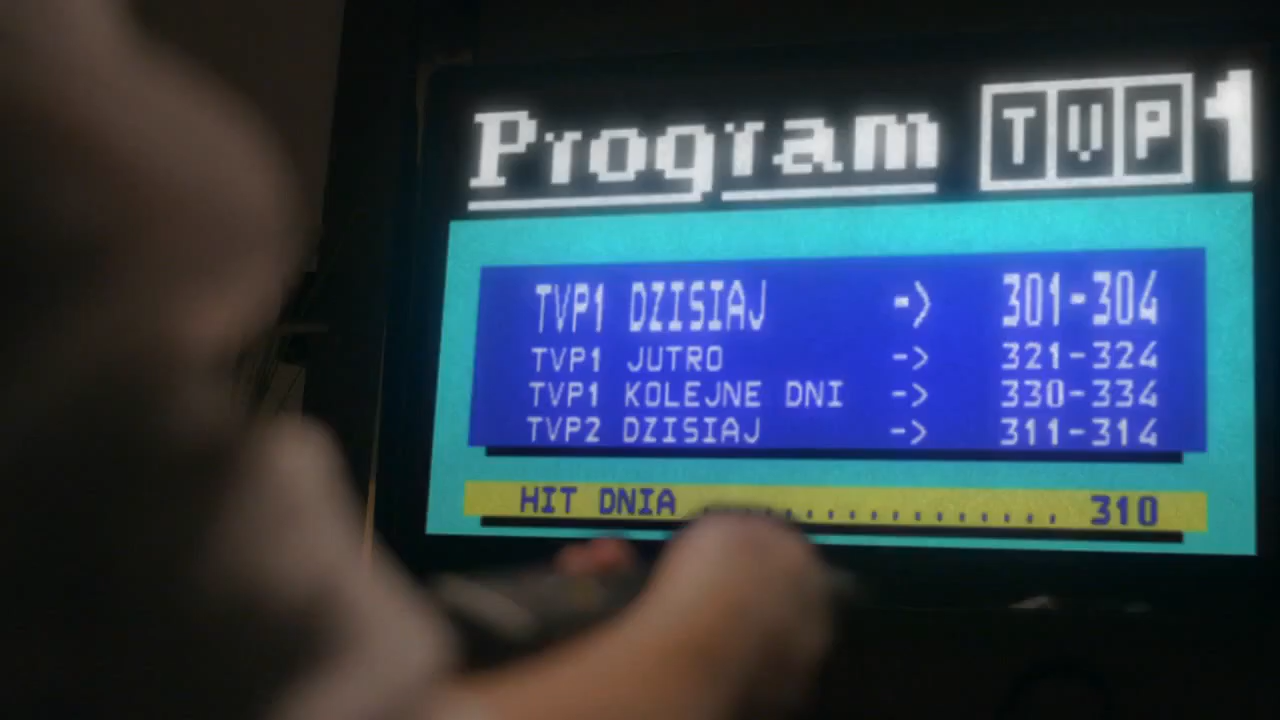 Program TVP1
TVP1 DZISIAJ -> 301-304
TVP1 JUTRO -> 321-324
TVP1 KOLEJNE DNI -> 330-334
TVP2 DZISIAJ -> 311-314
HIT DNIA .................... 310